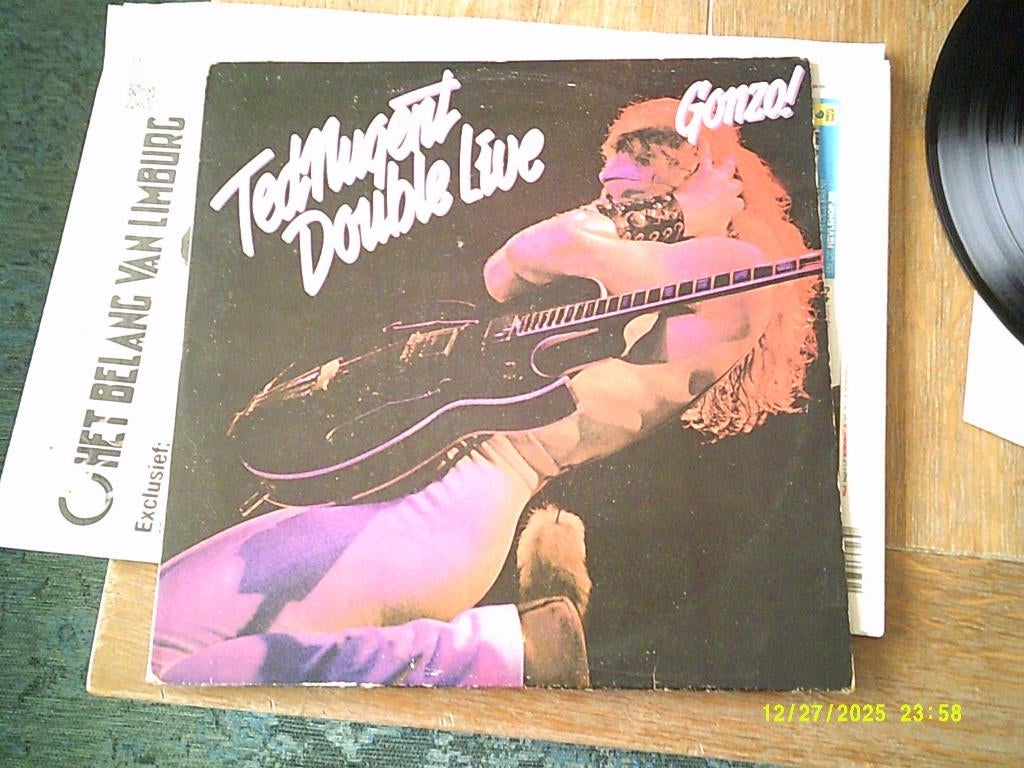 Ted Nugent
Double Live
Gonzo!
HET BELANG VAN LIMBURG
Exclusief:
12/27/2025 23:58